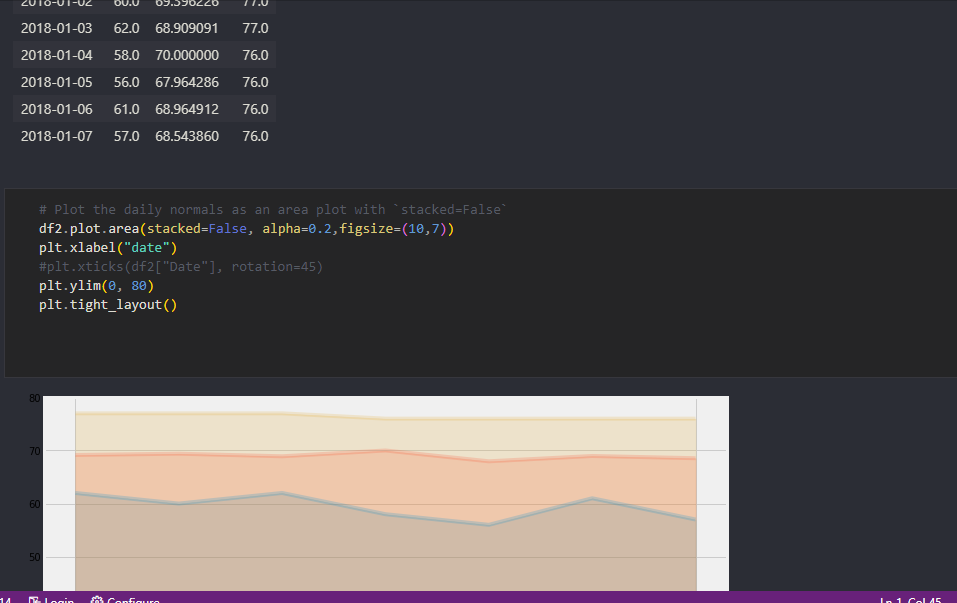 2018-01-02 60.0 69.396226 77.0
2018-01-03 62.0 68.909091 77.0
2018-01-04 58.0 70.000000 76.0
2018-01-05 56.0 67.964286 76.0
2018-01-06 61.0 68.964912 76.0
2018-01-07 57.0 68.543860 76.0
# Plot the daily normals as an area plot with `stacked=False`
df2.plot.area(stacked=False, alpha=0.2,figsize=(10,7))
plt.xlabel("date")
#plt.xticks(df2["Date"], rotation=45)
plt.ylim(0, 80)
plt.tight_layout()
80
70
60
50
14 Login Configure Ln 1, Col 45